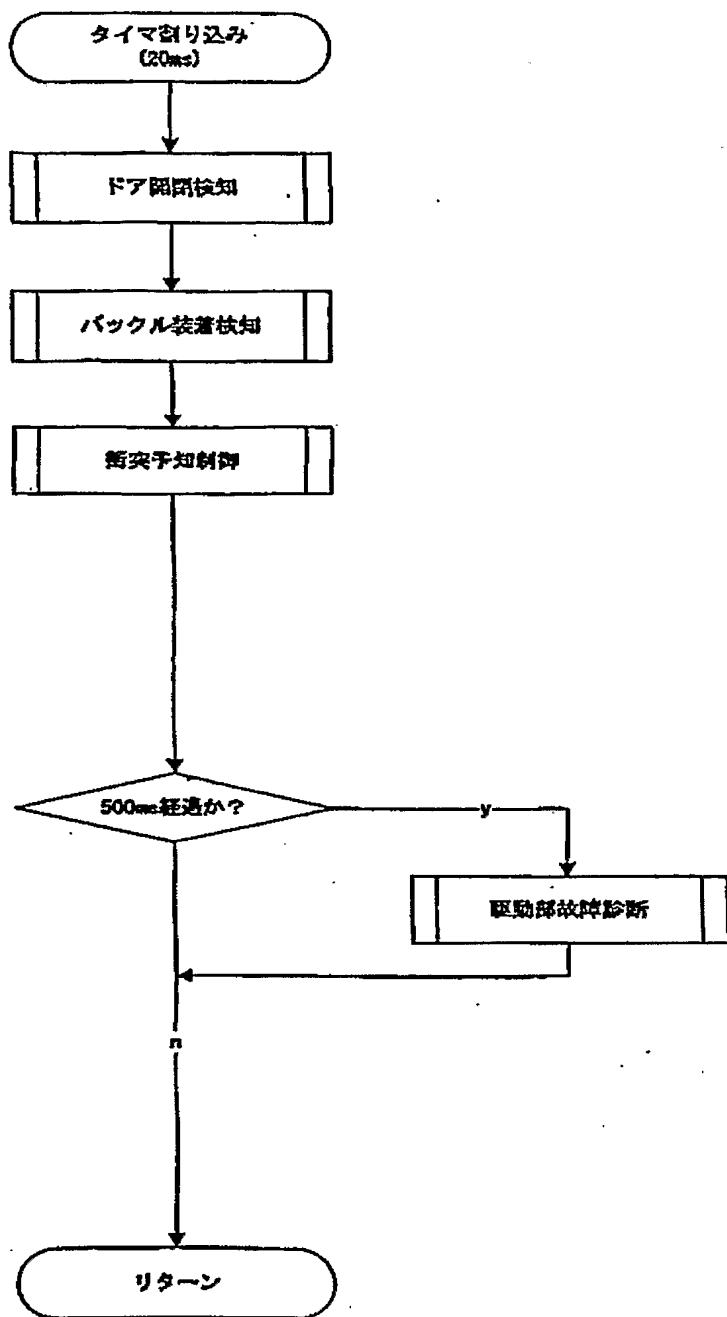 タイマ割り込み
(20ms)
ドア開閉検知
バックル装着検知
衝突予知制御
500ms経過か?
y
駆動部故障診断
n
リターン